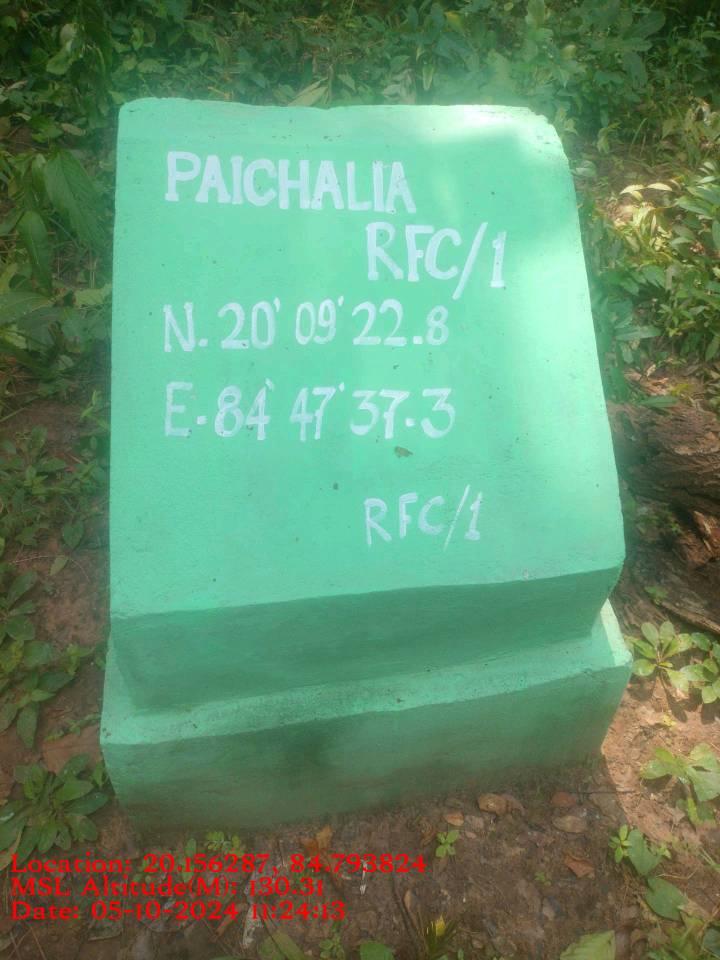 PAICHALIA
RFC/1
N. 20' 09' 22.8
E. 84' 47' 37.3
RFC/1
Location: 20.156287, 84.793824
MSL Altitude(M): 130.31
Date: 05-10-2024 11:24:13